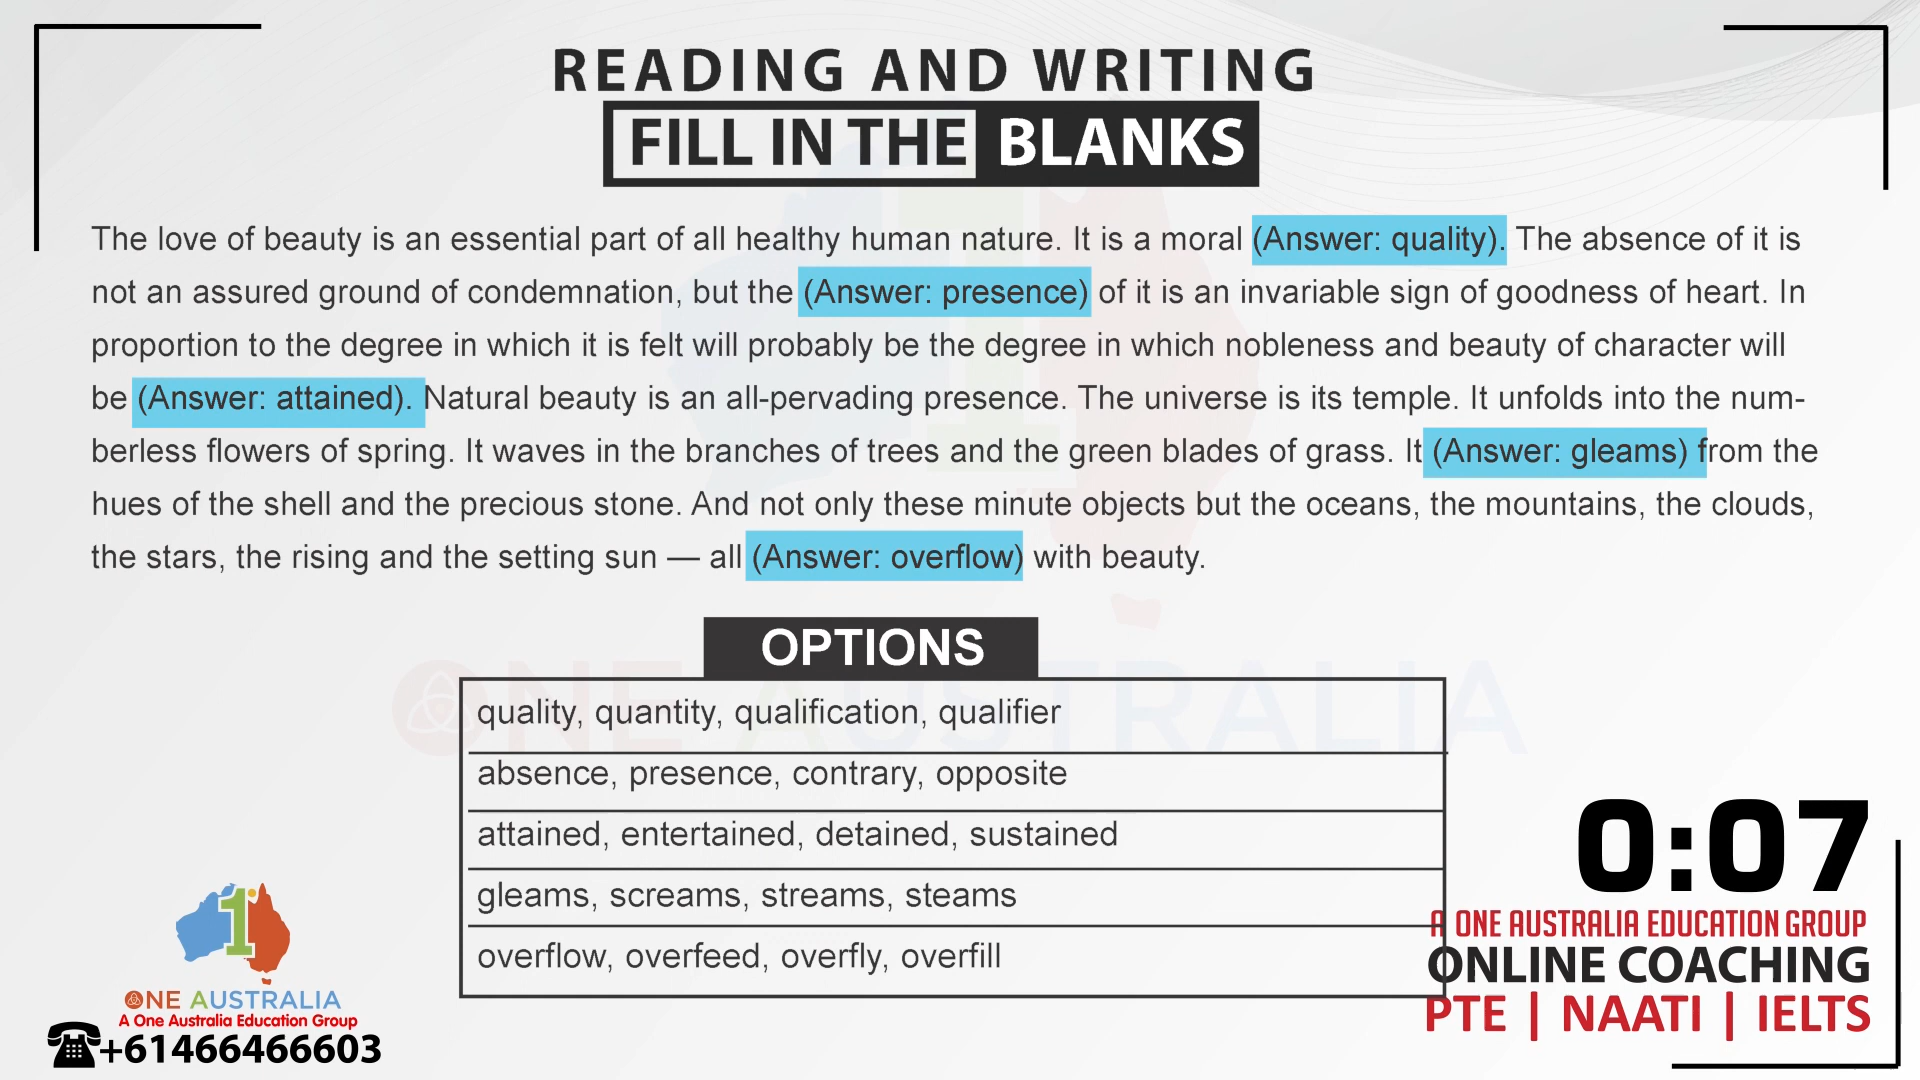 READING AND WRITING
FILL IN THE BLANKS
The love of beauty is an essential part of all healthy human nature. It is a moral (Answer: quality). The absence of it is
not an assured ground of condemnation, but the (Answer: presence) of it is an invariable sign of goodness of heart. In
proportion to the degree in which it is felt will probably be the degree in which nobleness and beauty of character will
be (Answer: attained). Natural beauty is an all-pervading presence. The universe is its temple. It unfolds into the num-
berless flowers of spring. It waves in the branches of trees and the green blades of grass. It (Answer: gleams) from the
hues of the shell and the precious stone. And not only these minute objects but the oceans, the mountains, the clouds,
the stars, the rising and the setting sun — all (Answer: overflow) with beauty.
OPTIONS
ONE AUSTRALIA
quality, quantity, qualification, qualifier
absence, presence, contrary, opposite
attained, entertained, detained, sustained
gleams, screams, streams, steams
overflow, overfeed, overfly, overfill
0:07
A ONE AUSTRALIA EDUCATION GROUP
ONLINE COACHING
PTE | NAATI | IELTS
1
ONE AUSTRALIA
A One Australia Education Group
+61466466603